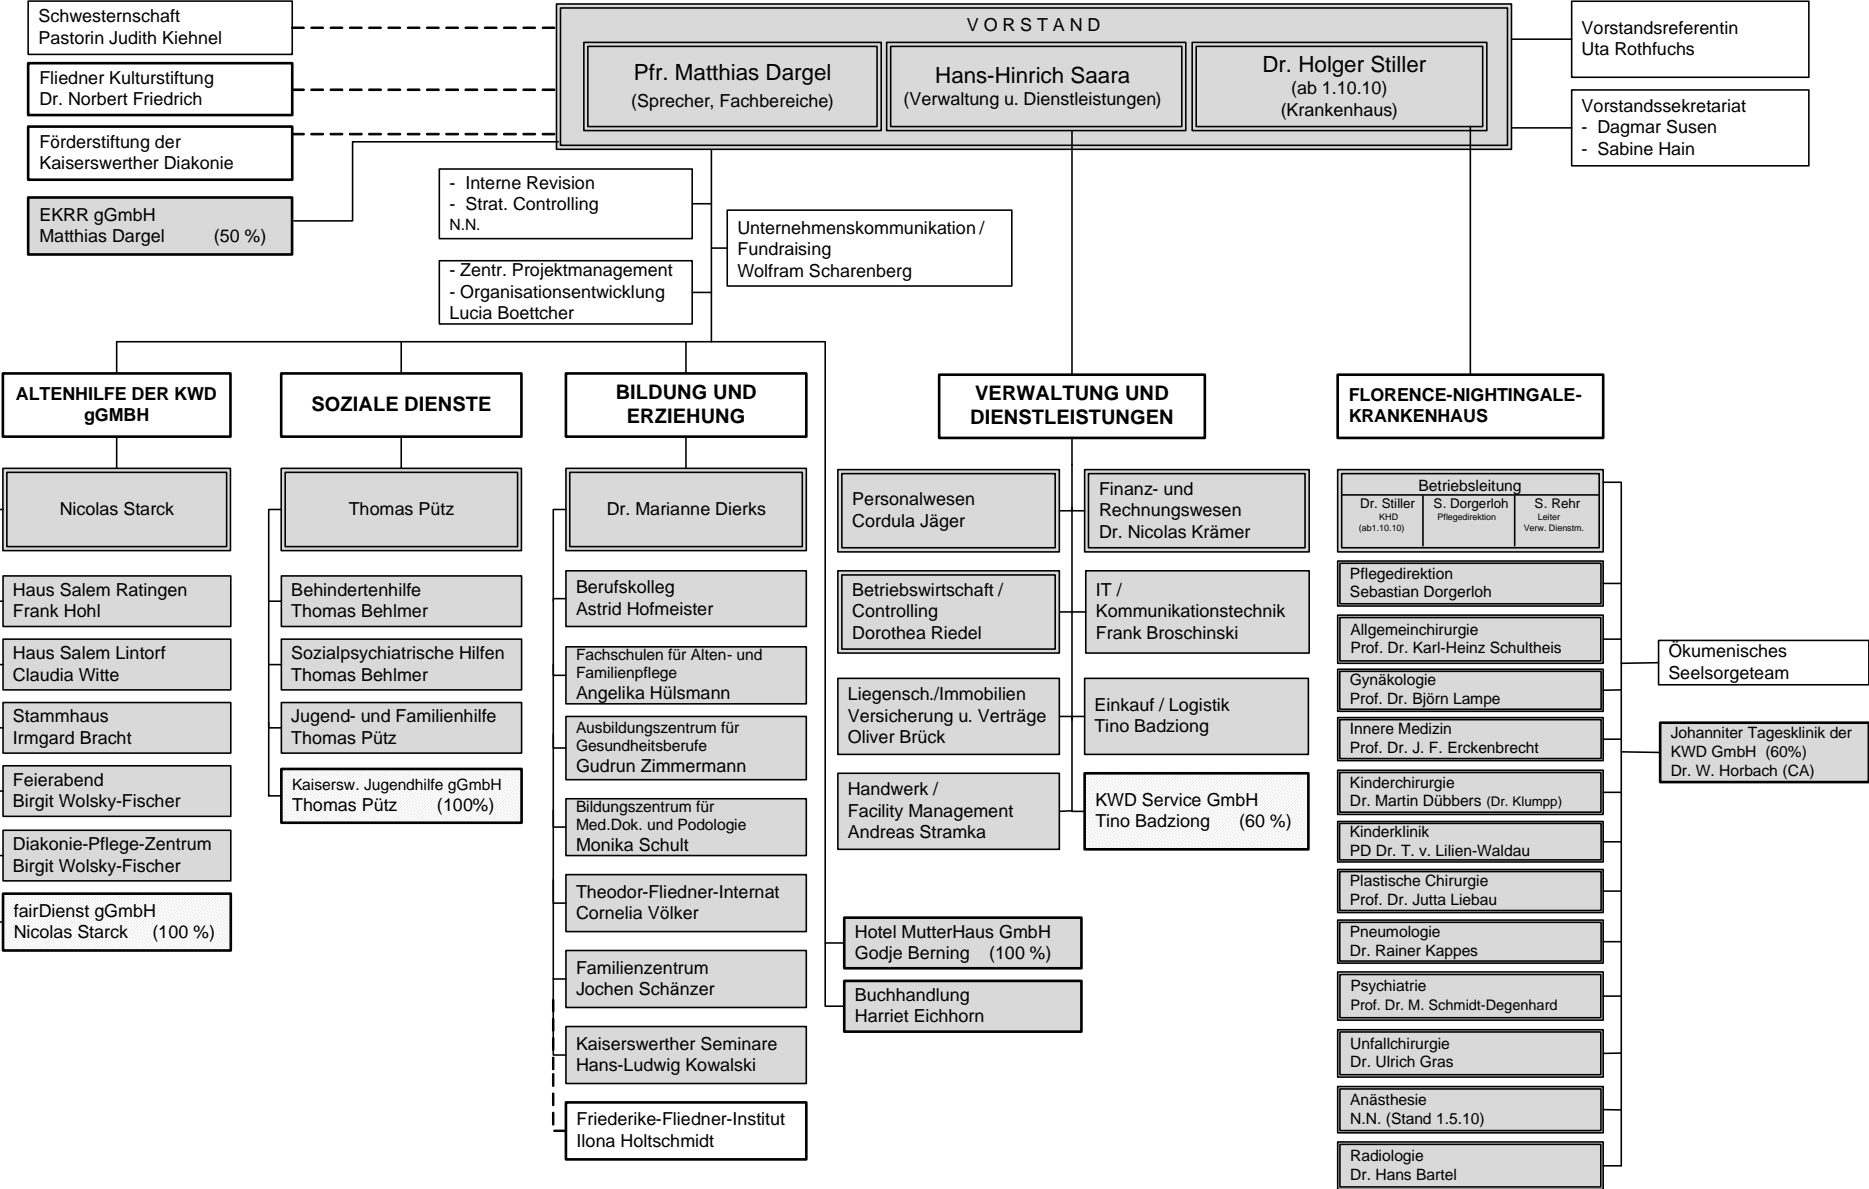 Schwesternschaft
Pastorin Judith Kiehnel
Fliedner Kulturstiftung
Dr. Norbert Friedrich
Förderstiftung der
Kaiserswerther Diakonie
EKRR gGmbH
Matthias Dargel (50 %)
VORSTAND
Pfr. Matthias Dargel
(Sprecher, Fachbereiche)
Hans-Hinrich Saara
(Verwaltung u. Dienstleistungen)
Dr. Holger Stiller
(ab 1.10.10)
(Krankenhaus)
Vorstandsreferentin
Uta Rothfuchs
Vorstandssekretariat
- Dagmar Susen
- Sabine Hain
- Interne Revision
- Strat. Controlling
N.N.
Unternehmenskommunikation /
Fundraising
Wolfram Scharenberg
- Zentr. Projektmanagement
- Organisationsentwicklung
Lucia Boettcher
ALTENHILFE DER KWD
gGMBH
Nicolas Starck
Haus Salem Ratingen
Frank Hohl
Haus Salem Lintorf
Claudia Witte
Stammhaus
Irmgard Bracht
Feierabend
Birgit Wolsky-Fischer
Diakonie-Pflege-Zentrum
Birgit Wolsky-Fischer
fairDienst gGmbH
Nicolas Starck (100 %)
SOZIALE DIENSTE
Thomas Pütz
Behindertenhilfe
Thomas Behlmer
Sozialpsychiatrische Hilfen
Thomas Behlmer
Jugend- und Familienhilfe
Thomas Pütz
Kaisersw. Jugendhilfe gGmbH
Thomas Pütz (100%)
BILDUNG UND
ERZIEHUNG
Dr. Marianne Dierks
Berufskolleg
Astrid Hofmeister
Fachschulen für Alten- und
Familienpflege
Angelika Hülsmann
Ausbildungszentrum für
Gesundheitsberufe
Gudrun Zimmermann
Bildungszentrum für
Med.Dok. und Podologie
Monika Schult
Theodor-Fliedner-Internat
Cornelia Völker
Familienzentrum
Jochen Schänzer
Kaiserswerther Seminare
Hans-Ludwig Kowalski
Friederike-Fliedner-Institut
Ilona Holtschmidt
VERWALTUNG UND
DIENSTLEISTUNGEN
Personalwesen
Cordula Jäger
Finanz- und
Rechnungswesen
Dr. Nicolas Krämer
Betriebswirtschaft /
Controlling
Dorothea Riedel
IT /
Kommunikationstechnik
Frank Broschinski
Liegensch./Immobilien
Versicherung u. Verträge
Oliver Brück
Einkauf / Logistik
Tino Badziong
Handwerk /
Facility Management
Andreas Stramka
KWD Service GmbH
Tino Badziong (60 %)
Hotel MutterHaus GmbH
Godje Berning (100 %)
Buchhandlung
Harriet Eichhorn
FLORENCE-NIGHTINGALE-
KRANKENHAUS
Betriebsleitung
Dr. Stiller
KHD
(ab1.10.10)
S. Dorgerloh
Pflegedirektion
S. Rehr
Leiter
Verw. Dienstm.
Pflegedirektion
Sebastian Dorgerloh
Allgemeinchirurgie
Prof. Dr. Karl-Heinz Schultheis
Gynäkologie
Prof. Dr. Björn Lampe
Innere Medizin
Prof. Dr. J. F. Erckenbrecht
Kinderchirurgie
Dr. Martin Dübbers (Dr. Klumpp)
Kinderklinik
PD Dr. T. v. Lilien-Waldau
Plastische Chirurgie
Prof. Dr. Jutta Liebau
Pneumologie
Dr. Rainer Kappes
Psychiatrie
Prof. Dr. M. Schmidt-Degenhard
Unfallchirurgie
Dr. Ulrich Gras
Anästhesie
N.N. (Stand 1.5.10)
Radiologie
Dr. Hans Bartel
Ökumenisches
Seelsorgeteam
Johanniter Tagesklinik der
KWD GmbH (60%)
Dr. W. Horbach (CA)